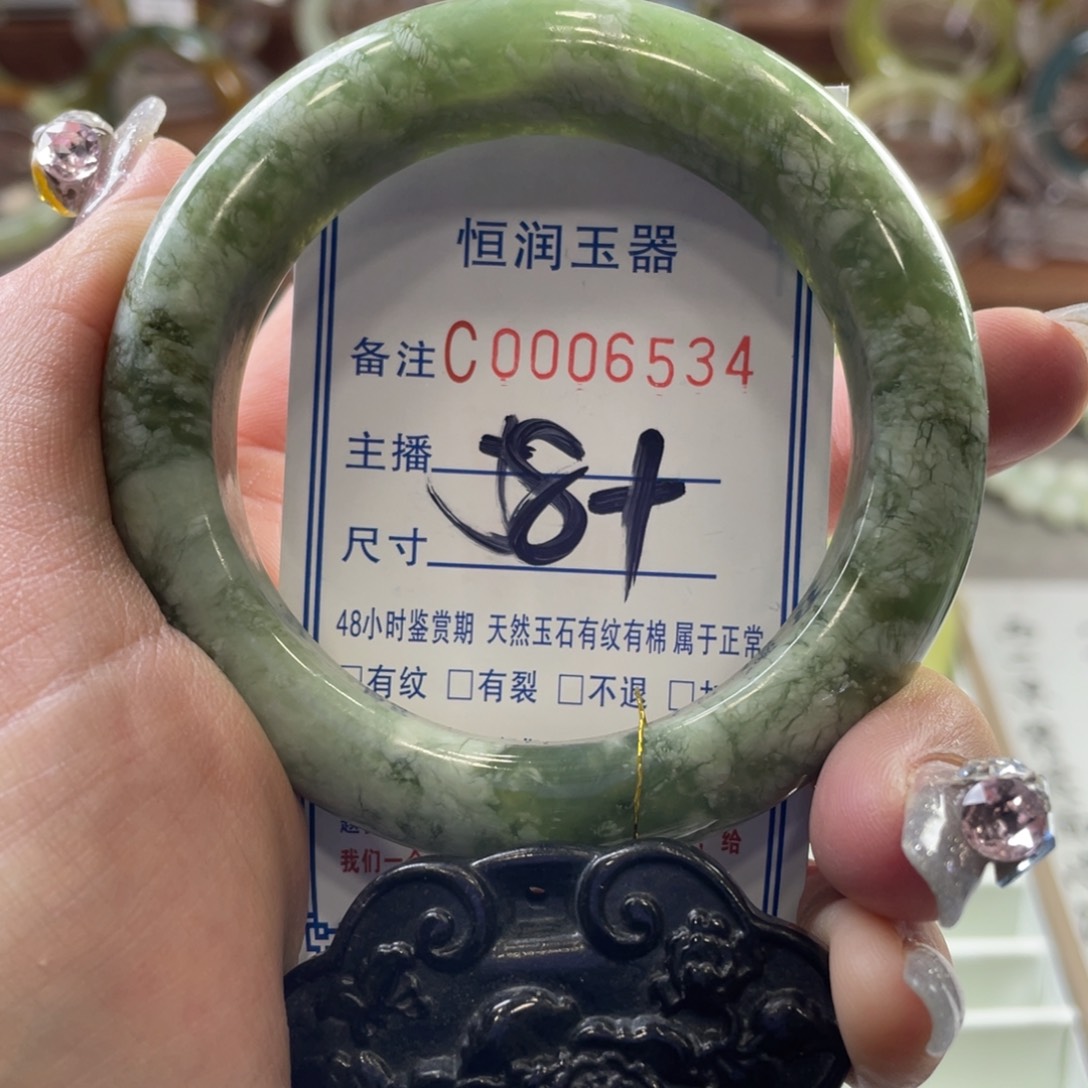 恒润玉器
备注C0006534
主播
尺寸
48小时鉴赏期 天然玉石有纹有棉 属于正常
□有纹 □有裂 □不退 □
我们一 给